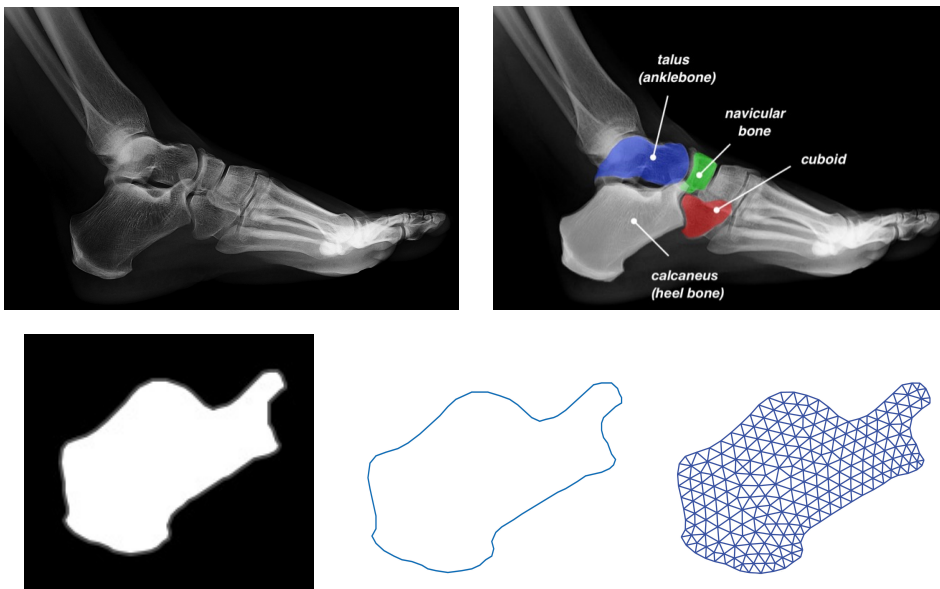 talus
(anklebone)
navicular
bone
cuboid
calcaneus
(heel bone)